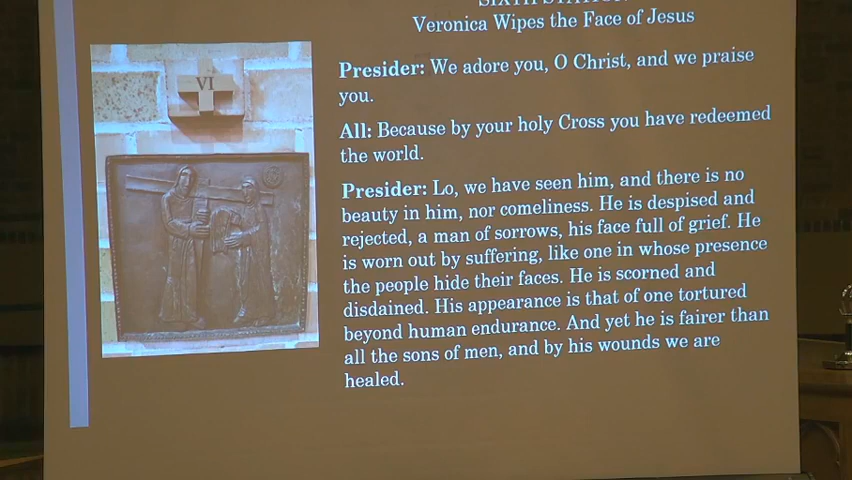 SIXTH STATION
Veronica Wipes the Face of Jesus
VI
Presider: We adore you, O Christ, and we praise
you.
All: Because by your holy Cross you have redeemed
the world.
Presider: Lo, we have seen him, and there is no
beauty in him, nor comeliness. He is despised and
rejected, a man of sorrows, his face full of grief. He
is worn out by suffering, like one in whose presence
the people hide their faces. He is scorned and
disdained. His appearance is that of one tortured
beyond human endurance. And yet he is fairer than
all the sons of men, and by his wounds we are
healed.